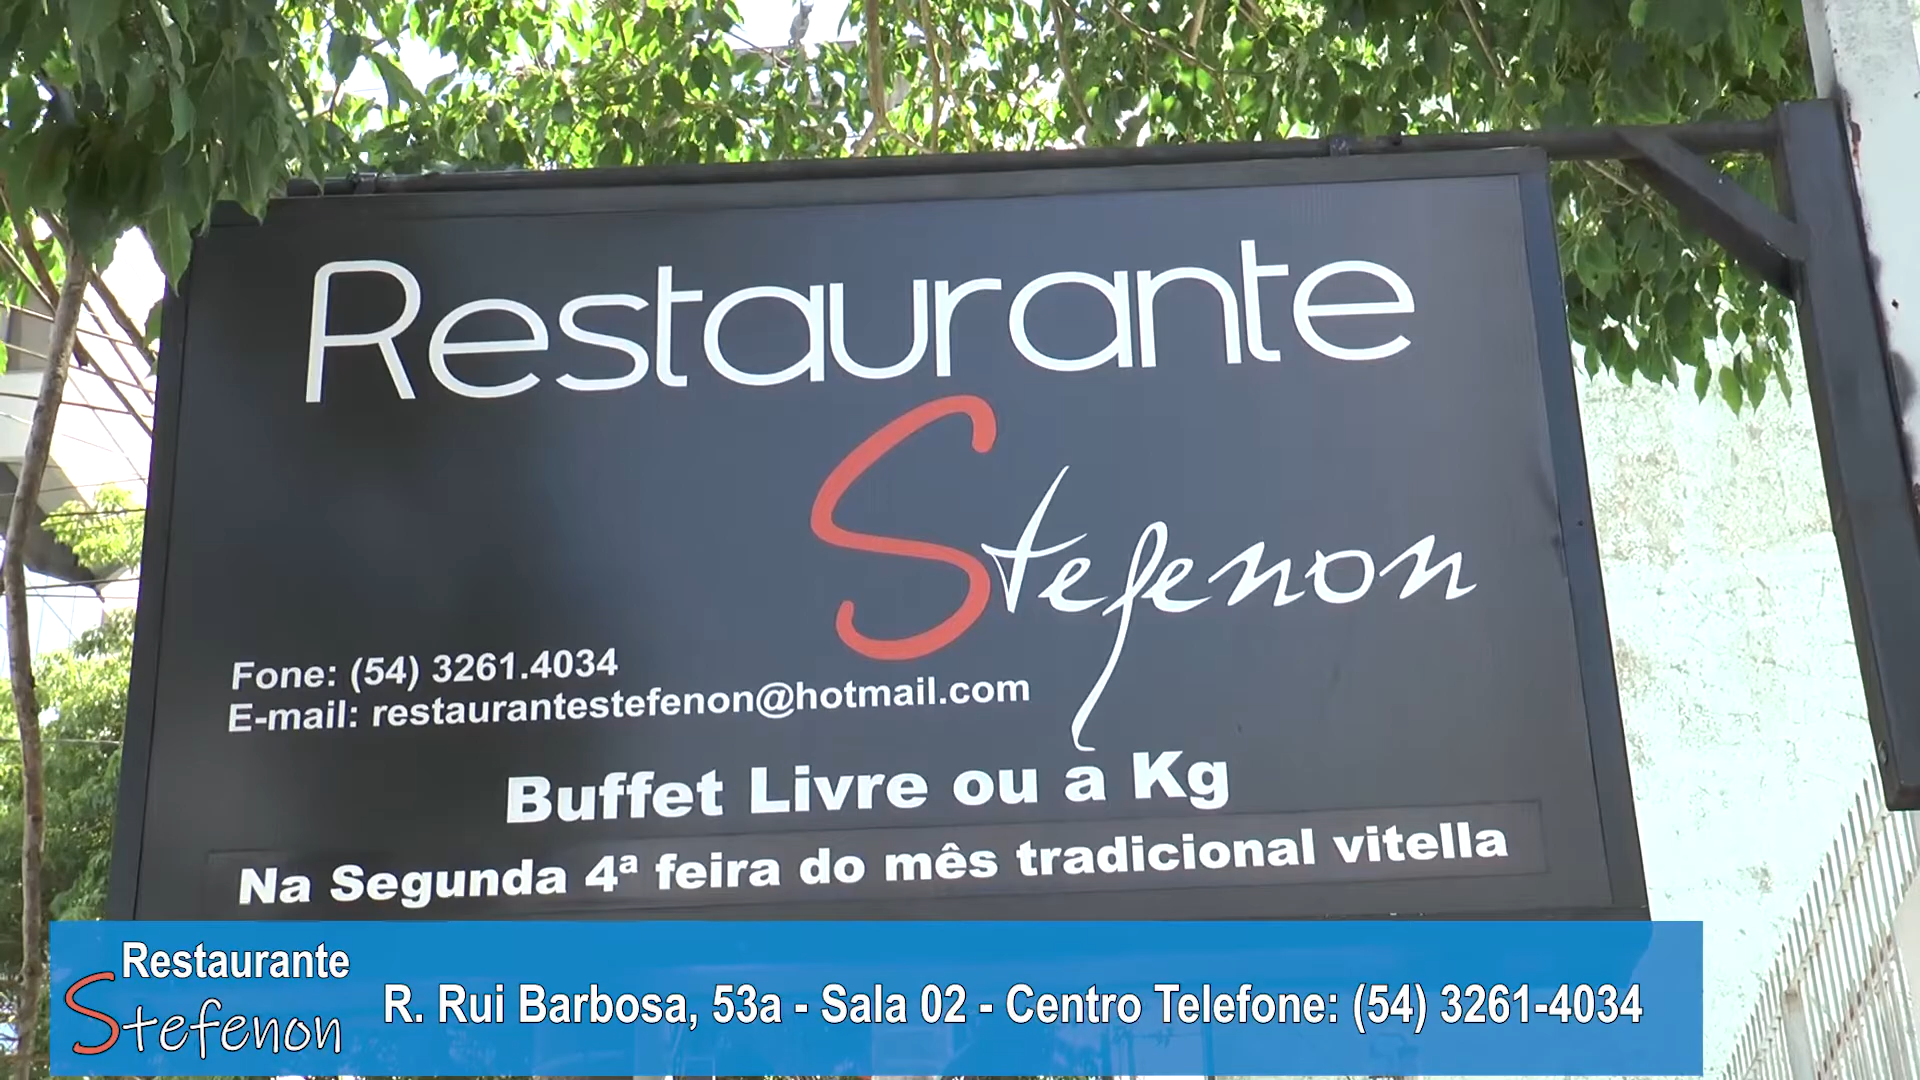 Restaurante
Stefenon
Fone: (54) 3261.4034
E-mail: restaurantestefenon@hotmail.com
Buffet Livre ou a Kg
Na Segunda 4ª feira do mês tradicional vitella
Restaurante
Stefenon
R. Rui Barbosa, 53a - Sala 02 - Centro Telefone: (54) 3261-4034